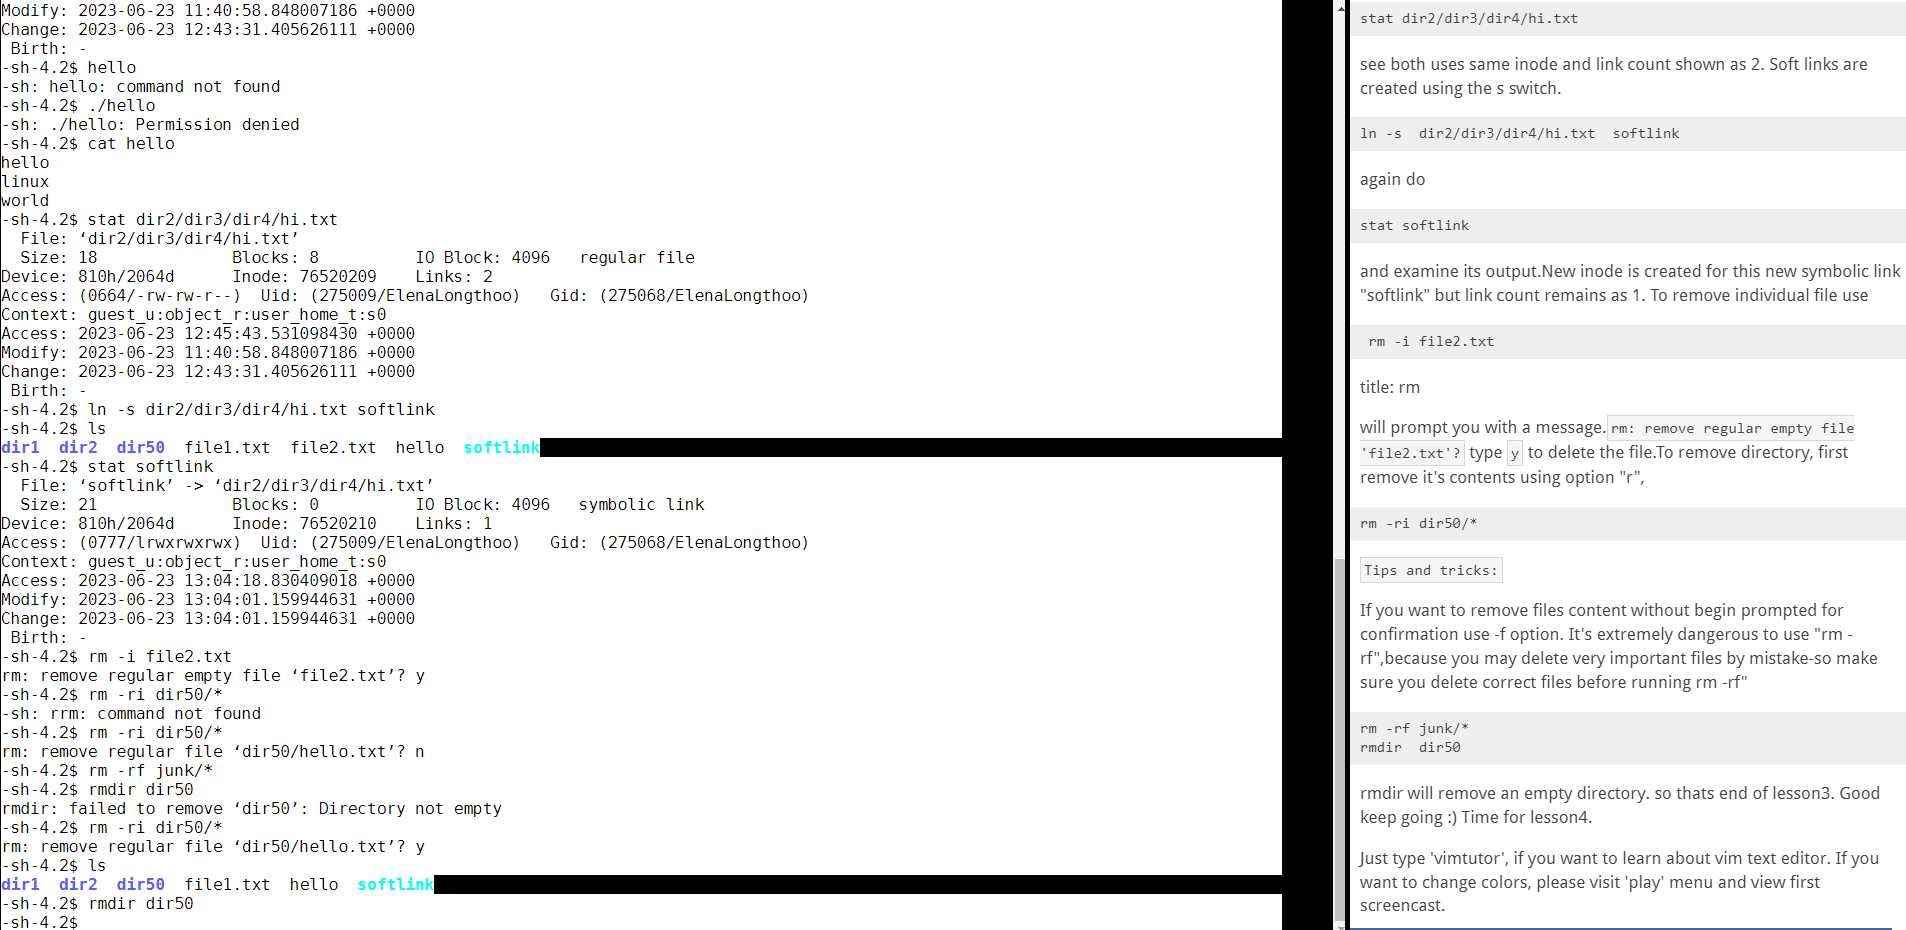 Modify: 2023-06-23 11:40:58.848007186 +0000
Change: 2023-06-23 12:43:31.405626111 +0000
 Birth: -
-sh-4.2$ hello
-sh: hello: command not found
-sh-4.2$ ./hello
-sh: ./hello: Permission denied
-sh-4.2$ cat hello
hello
linux
world
-sh-4.2$ stat dir2/dir3/dir4/hi.txt
  File: ‘dir2/dir3/dir4/hi.txt’
  Size: 18              Blocks: 8          IO Block: 4096   regular file
Device: 810h/2064d      Inode: 76520209    Links: 2
Access: (0664/-rw-rw-r--)  Uid: (275009/ElenaLongthoo)   Gid: (275068/ElenaLongthoo)
Context: guest_u:object_r:user_home_t:s0
Access: 2023-06-23 12:45:43.531098430 +0000
Modify: 2023-06-23 11:40:58.848007186 +0000
Change: 2023-06-23 12:43:31.405626111 +0000
 Birth: -
-sh-4.2$ ln -s dir2/dir3/dir4/hi.txt softlink
-sh-4.2$ ls
dir1  dir2  dir50  file1.txt  file2.txt  hello  softlink
-sh-4.2$ stat softlink
  File: ‘softlink’ -> ‘dir2/dir3/dir4/hi.txt’
  Size: 21              Blocks: 0          IO Block: 4096   symbolic link
Device: 810h/2064d      Inode: 76520210    Links: 1
Access: (0777/lrwxrwxrwx)  Uid: (275009/ElenaLongthoo)   Gid: (275068/ElenaLongthoo)
Context: guest_u:object_r:user_home_t:s0
Access: 2023-06-23 13:04:18.830409018 +0000
Modify: 2023-06-23 13:04:01.159944631 +0000
Change: 2023-06-23 13:04:01.159944631 +0000
 Birth: -
-sh-4.2$ rm -i file2.txt
rm: remove regular empty file ‘file2.txt’? y
-sh-4.2$ rm -ri dir50/*
-sh: rrm: command not found
-sh-4.2$ rm -ri dir50/*
rm: remove regular file ‘dir50/hello.txt’? n
-sh-4.2$ rm -rf junk/*
-sh-4.2$ rmdir dir50
rmdir: failed to remove ‘dir50’: Directory not empty
-sh-4.2$ rm -ri dir50/*
rm: remove regular file ‘dir50/hello.txt’? y
-sh-4.2$ ls
dir1  dir2  dir50  file1.txt  hello  softlink
-sh-4.2$ rmdir dir50
-sh-4.2$
stat dir2/dir3/dir4/hi.txt
see both uses same inode and link count shown as 2. Soft links are
created using the s switch.
ln -s  dir2/dir3/dir4/hi.txt  softlink
again do
stat softlink
and examine its output.New inode is created for this new symbolic link
"softlink" but link count remains as 1. To remove individual file use
rm -i file2.txt
title: rm
will prompt you with a message. rm: remove regular empty file
'file2.txt'? type y to delete the file.To remove directory, first
remove it's contents using option "r",
rm -ri dir50/*
Tips and tricks:
If you want to remove files content without begin prompted for
confirmation use -f option. It's extremely dangerous to use "rm -
rf",because you may delete very important files by mistake-so make
sure you delete correct files before running rm -rf"
rm -rf junk/*
rmdir  dir50
rmdir will remove an empty directory. so thats end of lesson3. Good
keep going :) Time for lesson4.
Just type 'vimtutor', if you want to learn about vim text editor. If you
want to change colors, please visit 'play' menu and view first
screencast.